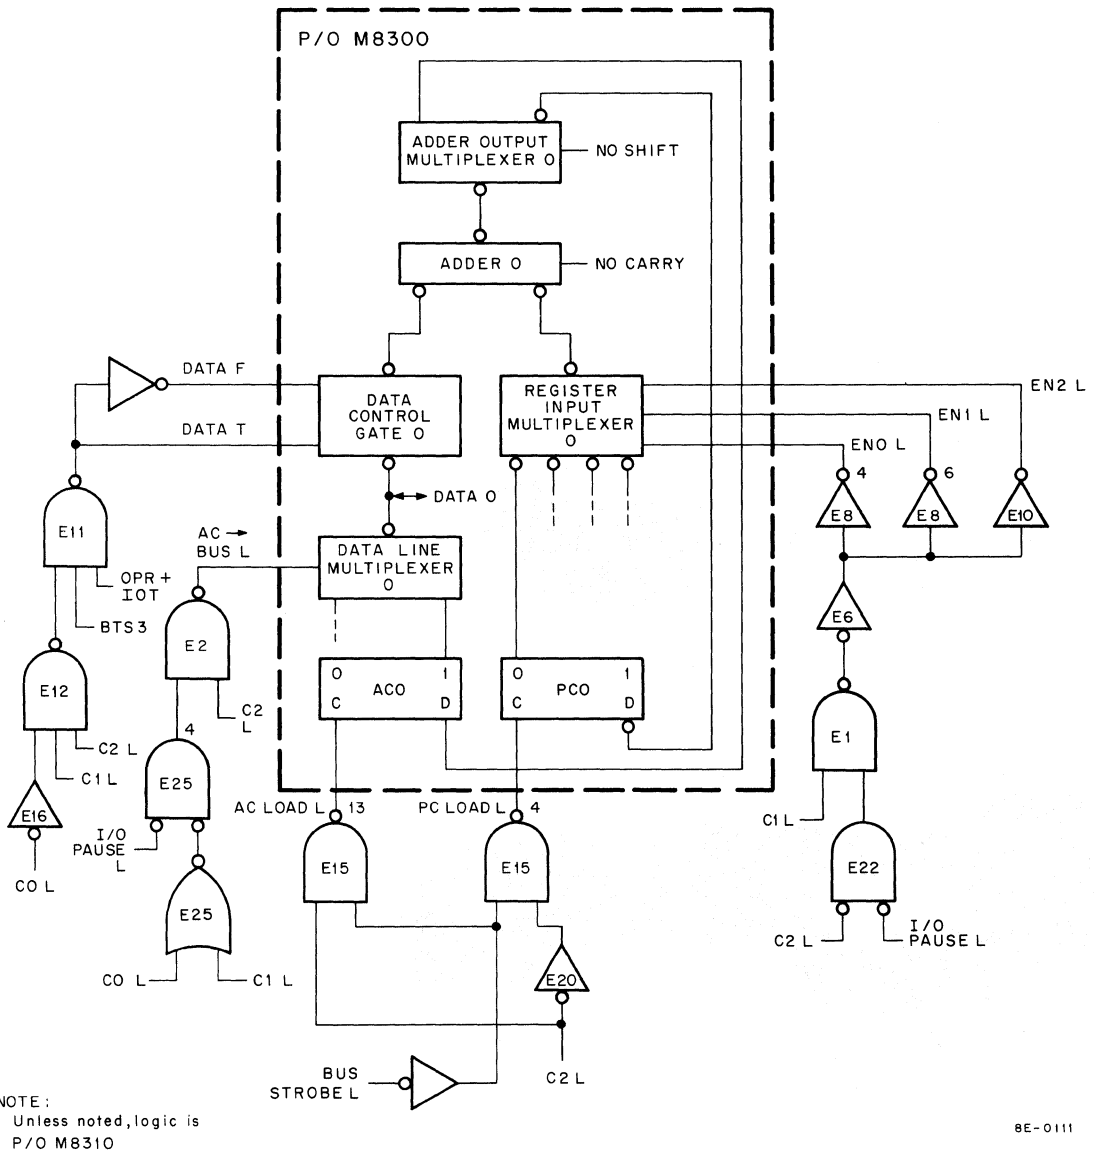 P/O M8300
ADDER OUTPUT
MULTIPLEXER 0
NO SHIFT
ADDER 0
NO CARRY
DATA F
DATA T
DATA
CONTROL
GATE 0
REGISTER
INPUT
MULTIPLEXER
0
EN2 L
EN1 L
EN0 L
4
6
E8
E8
E10
DATA 0
AC →
BUS L
DATA LINE
MULTIPLEXER
0
E11
OPR +
IOT
BTS3
E2
E6
E12
C2
L
0
1
C
D
AC0
0
1
C
D
PC0
E1
C2 L
C1 L
4
E25
E16
I/O
PAUSE
L
C0 L
AC LOAD L
13
PC LOAD L
4
C1 L
E15
E15
E22
E25
C0 L
C1 L
C2 L
I/O
PAUSE L
E20
BUS
STROBE L
C2 L
NOTE:
Unless noted, logic is
P/O M8310
8E-0111